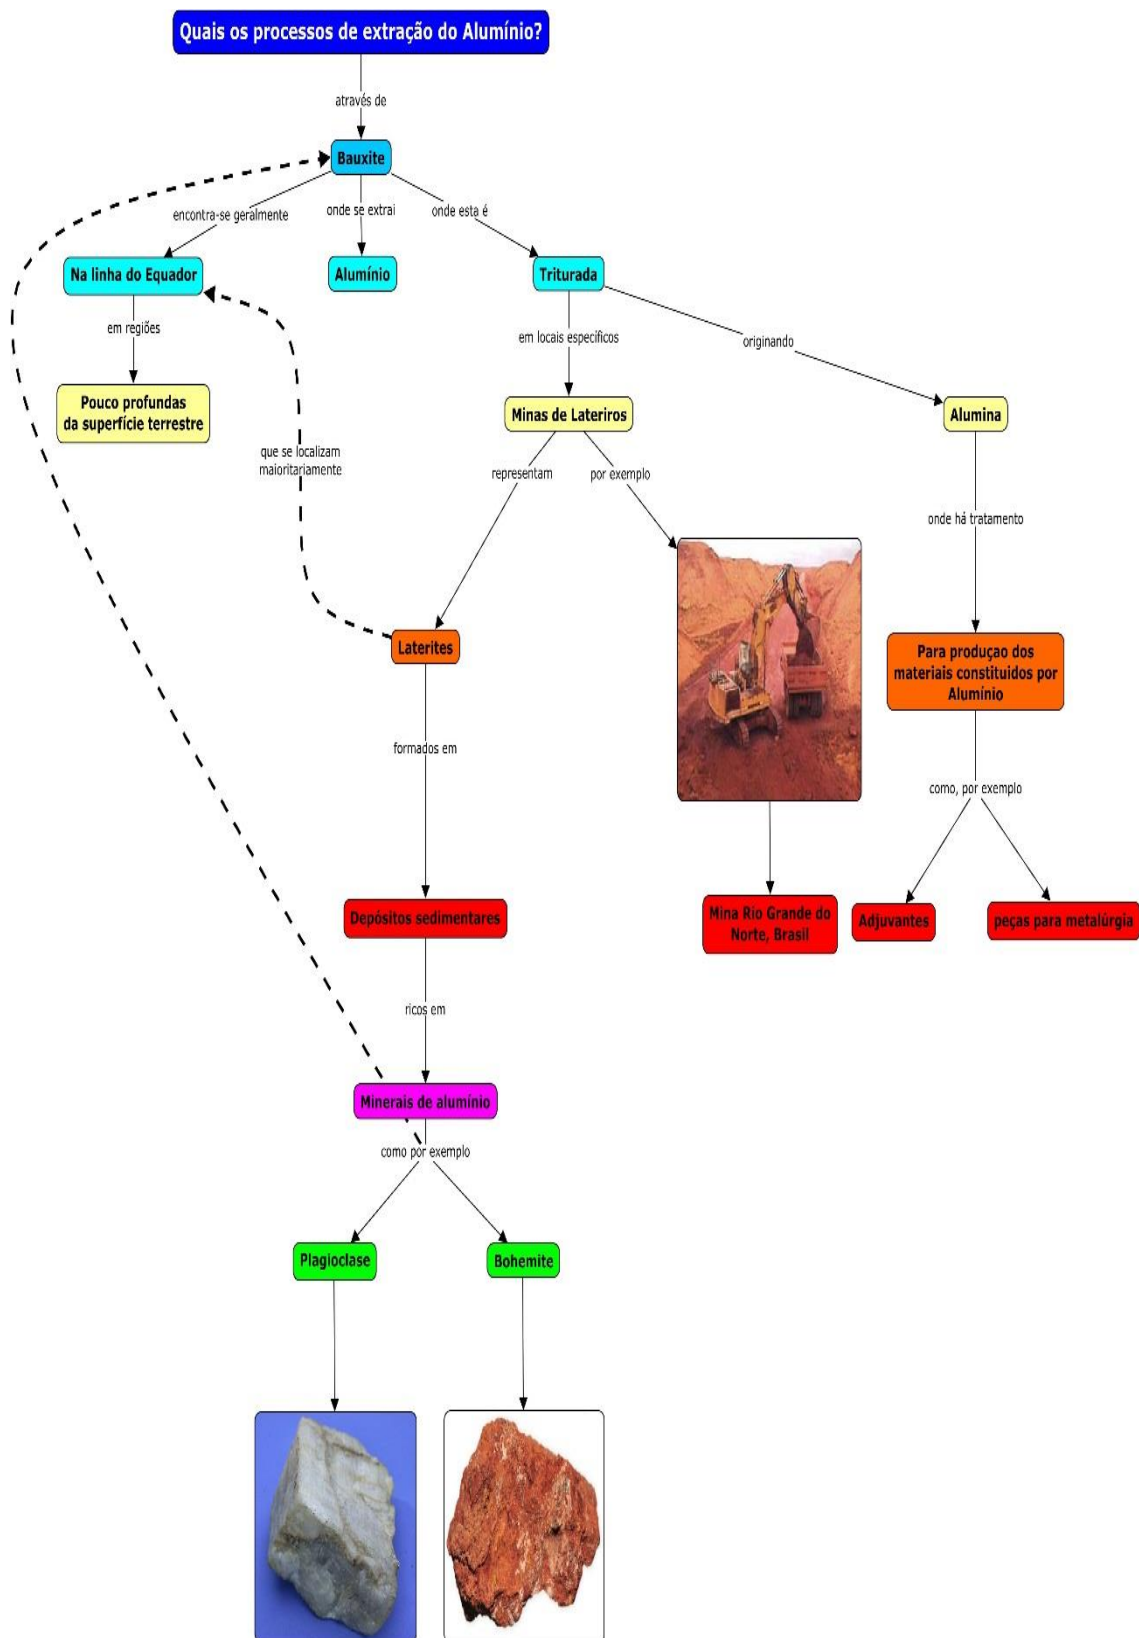 Quais os processos de extração do Alumínio?
através de
Bauxite
encontra-se geralmente
onde se extrai
onde esta é
Na linha do Equador
Alumínio
Triturada
em regiões
em locais específicos
originando
Pouco profundas
da superfície terrestre
Minas de Lateriros
Alumina
que se localizam
maioritariamente
representam
por exemplo
onde há tratamento
Laterites
Para produçao dos
materiais constituidos por
Alumínio
formados em
como, por exemplo
Depósitos sedimentares
Mina Rio Grande do
Norte, Brasil
Adjuvantes
peças para metalúrgia
ricos em
Minerais de alumínio
como por exemplo
Plagioclase
Bohemite